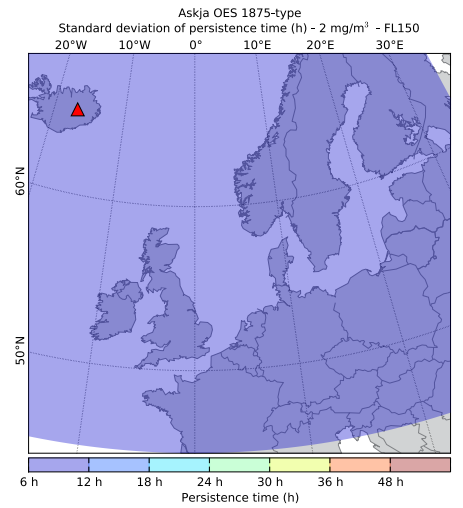 Askja OES 1875-type
Standard deviation of persistence time (h) - 2 mg/m³ - FL150
20°W 10°W 0° 10°E 20°E 30°E
60°N
50°N
6 h 12 h 18 h 24 h 30 h 36 h 48 h
Persistence time (h)